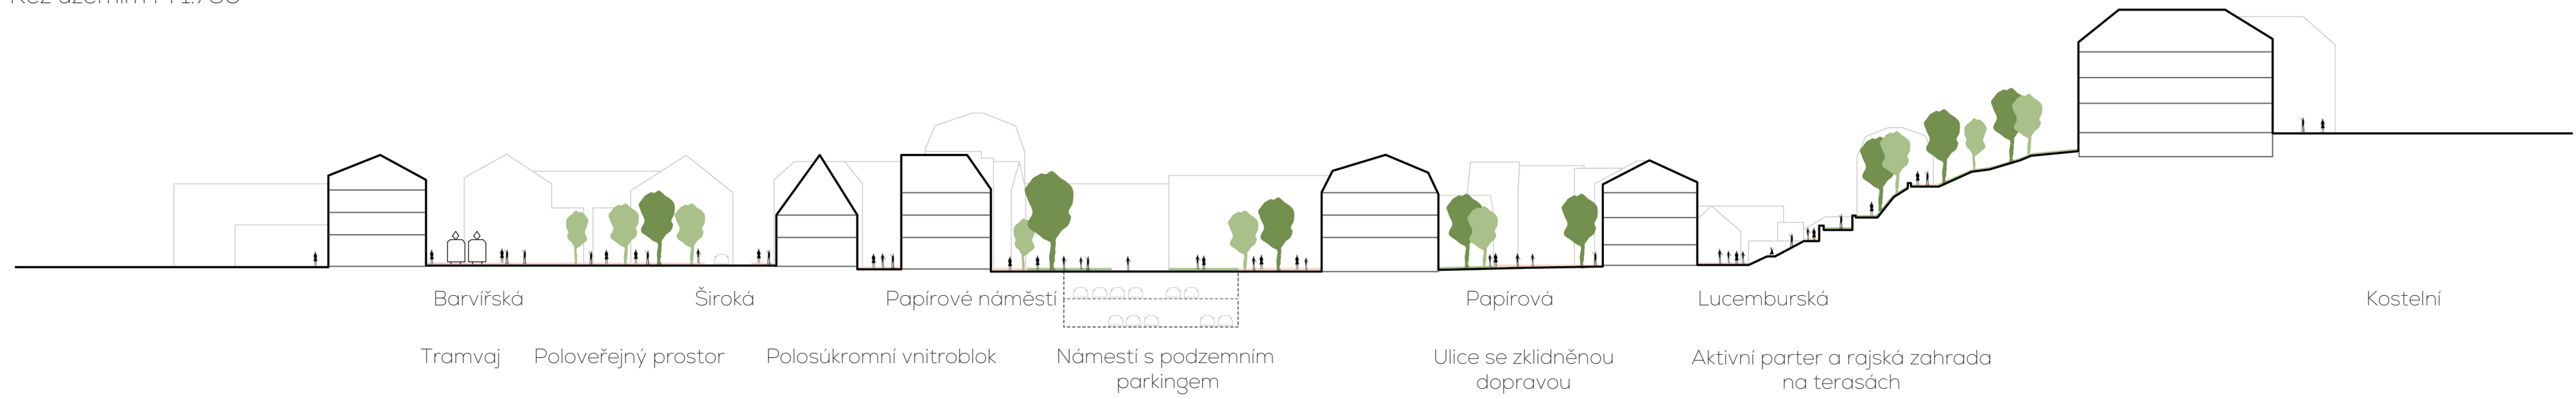 Barvířská
Široká
Papírové náměstí
Papírová
Lucemburská
Kostelní
Tramvaj
Poloveřejný prostor
Polosúkromní vnitroblok
Námestí s podzemním
parkingem
Ulice se zklidněnou
dopravou
Aktivní parter a rajská zahrada
na terasách